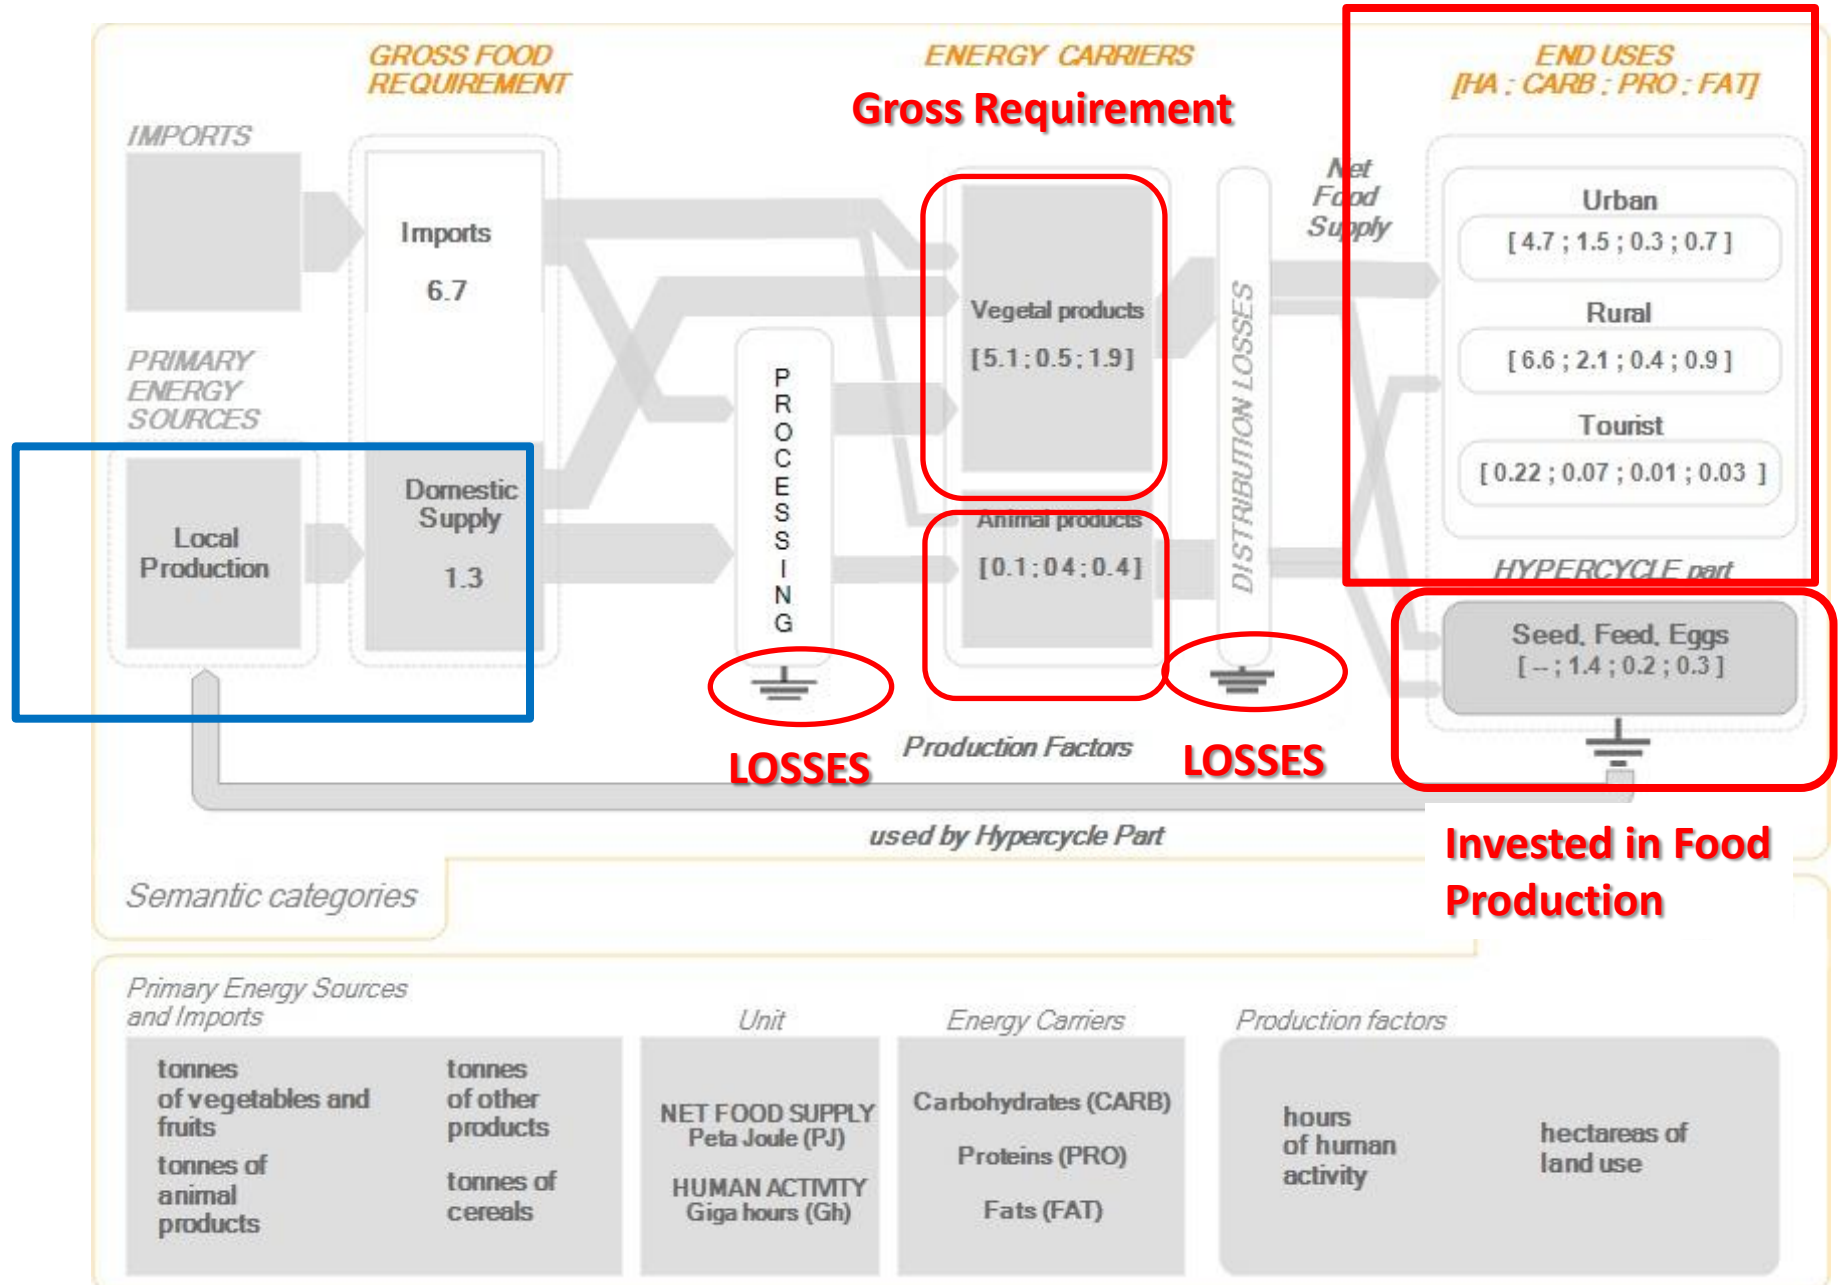 GROSS FOOD
REQUIREMENT
ENERGY CARRIERS
Gross Requirement
END USES
[HA ; CARB ; PRO ; FAT]
IMPORTS
Imports
6.7
PRIMARY
ENERGY
SOURCES
Local
Production
Domestic
Supply
1.3
PROCESSING
LOSSES
Vegetal products
[5.1;0.5;1.9]
Animal products
[0.1;04;0.4]
DISTRIBUTION LOSSES
LOSSES
Net
Food
Supply
Urban
[ 4.7 ; 1.5 ; 0.3 ; 0.7 ]
Rural
[ 6.6 ; 2.1 ; 0.4 ; 0.9 ]
Tourist
[ 0.22 ; 0.07 ; 0.01 ; 0.03 ]
HYPERCYCLE part
Seed, Feed, Eggs
[ -- ; 1.4 ; 0.2 ; 0.3 ]
Production Factors
used by Hypercycle Part
Invested in Food
Production
Semantic categories
Primary Energy Sources
and Imports
tonnes
of vegetables and
fruits
tonnes of
animal
products
tonnes
of other
products
tonnes of
cereals
Unit
NET FOOD SUPPLY
Peta Joule (PJ)
HUMAN ACTIVITY
Giga hours (Gh)
Energy Carriers
Carbohydrates (CARB)
Proteins (PRO)
Fats (FAT)
Production factors
hours
of human
activity
hectareas of
land use